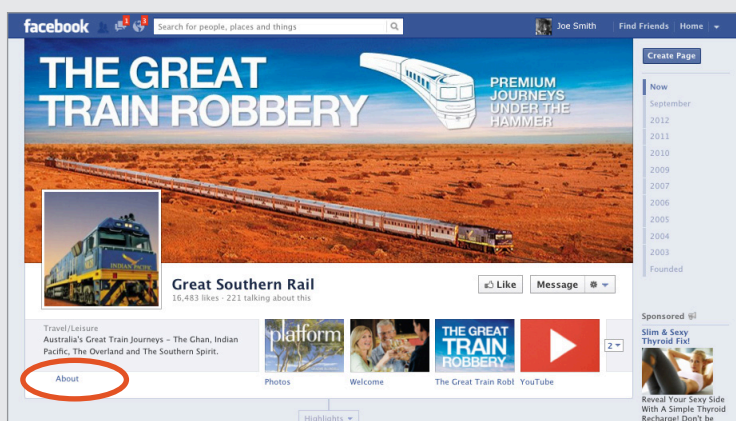 facebook
1
3
Search for people, places and things
Joe Smith
Find Friends
Home
THE GREAT
TRAIN ROBBERY
PREMIUM
JOURNEYS
UNDER THE
HAMMER
INDIAN PACIFIC
Great Southern Rail
16,483 likes · 221 talking about this
Like
Message
Travel/Leisure
Australia's Great Train Journeys – The Ghan, Indian
Pacific, The Overland and The Southern Spirit.
About
platform
Photos
Welcome
THE GREAT
TRAIN
ROBBERY
The Great Train Robl
YouTube
2
Highlights
Create Page
Now
September
2012
2011
2010
2009
2007
2006
2005
2004
2003
Founded
Sponsored
Slim & Sexy
Thyroid Fix!
Reveal Your Sexy Side
With A Simple Thyroid
Recharge! Don't be